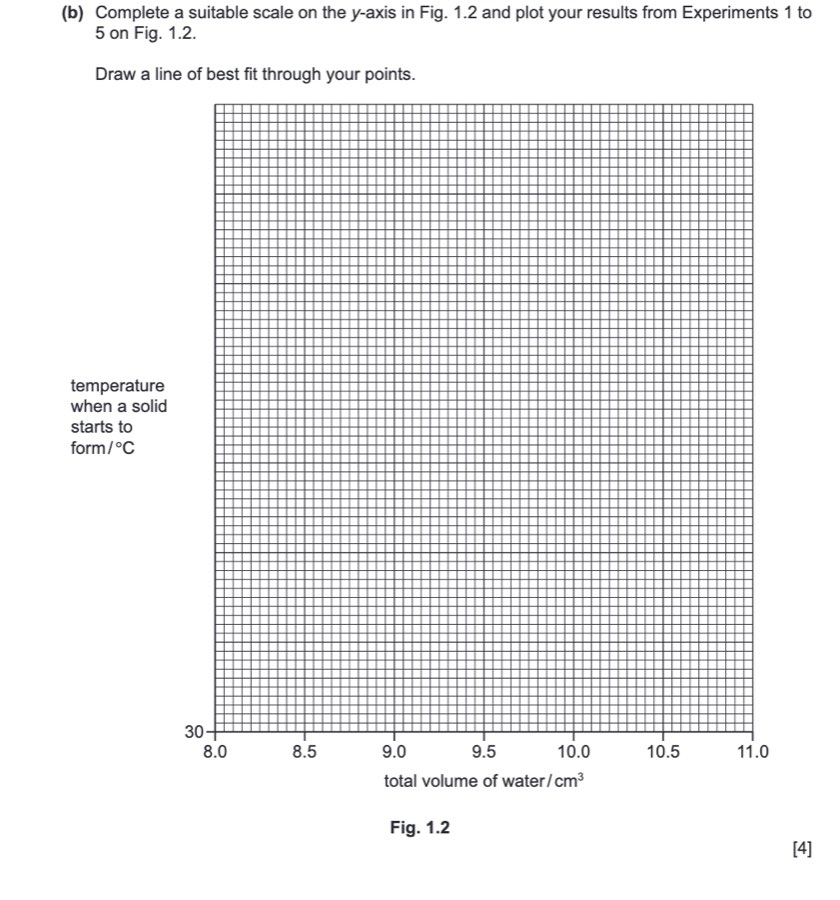 (b) Complete a suitable scale on the y-axis in Fig. 1.2 and plot your results from Experiments 1 to
5 on Fig. 1.2.
Draw a line of best fit through your points.
temperature
when a solid
starts to
form/°C
30
8.0 8.5 9.0 9.5 10.0 10.5 11.0
total volume of water/cm³
Fig. 1.2
[4]